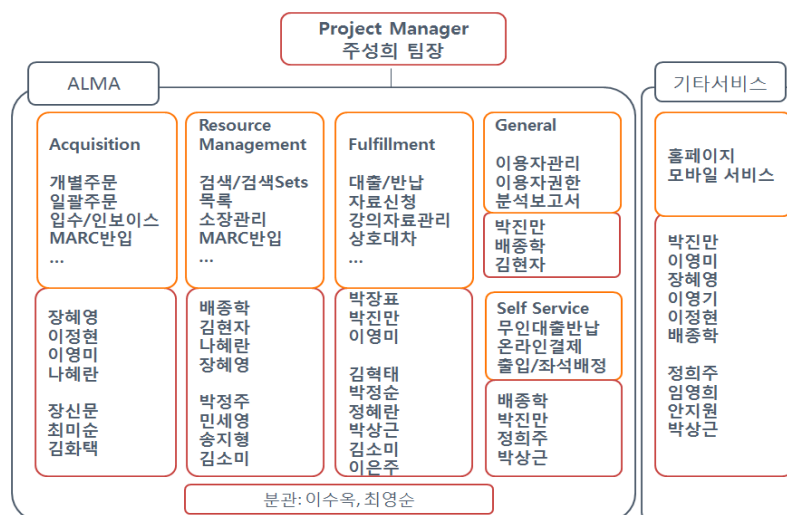 Project Manager
주성희 팀장
ALMA
Acquisition
개별주문
일괄주문
입수/인보이스
MARC반입
...
장혜영
이정현
이영미
나혜란
장신문
최미순
김화택
Resource
Management
검색/검색Sets
목록
소장관리
MARC반입
...
배종학
김현자
나혜란
장혜영
박정주
민세영
송지형
김소미
Fulfillment
대출/반납
자료신청
강의자료관리
상호대차
...
박장표
박진만
이영미
김혁태
박정순
정혜란
박상근
김소미
이은주
General
이용자관리
이용자권한
분석보고서
박진만
배종학
김현자
Self Service
무인대출반납
온라인결제
출입/좌석배정
배종학
박진만
정희주
박상근
분관: 이수옥, 최영순
기타서비스
홈페이지
모바일 서비스
박진만
이영미
장혜영
이영기
이정현
배종학
정희주
임영희
안지원
박상근